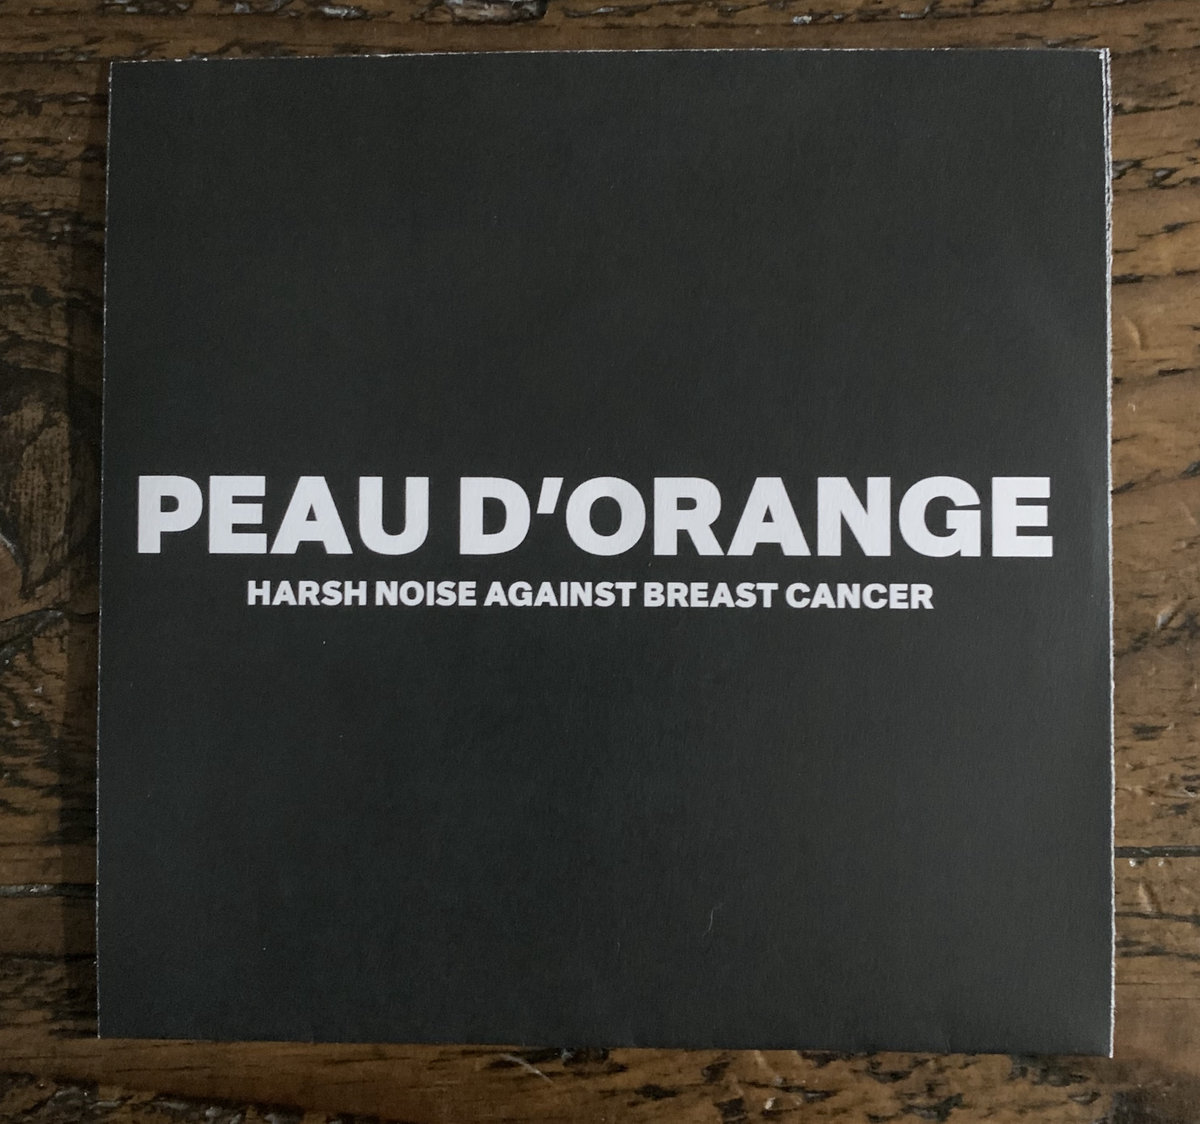 PEAU D'ORANGE
HARSH NOISE AGAINST BREAST CANCER